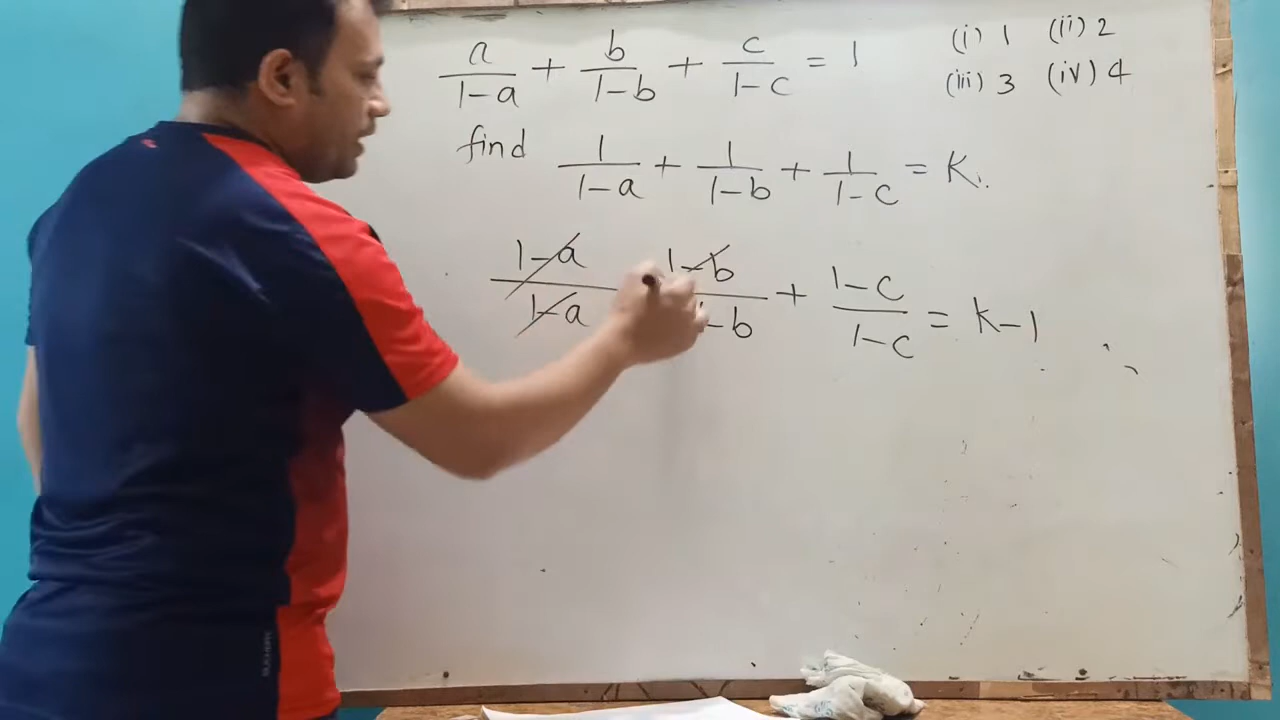 a/(1-a) + b/(1-b) + c/(1-c) = 1
(i) 1 (ii) 2
(iii) 3 (iv) 4
find 1/(1-a) + 1/(1-b) + 1/(1-c) = K.
(1-a)/(1-a) (1-b)/(1-b) + (1-c)/(1-c) = K-1